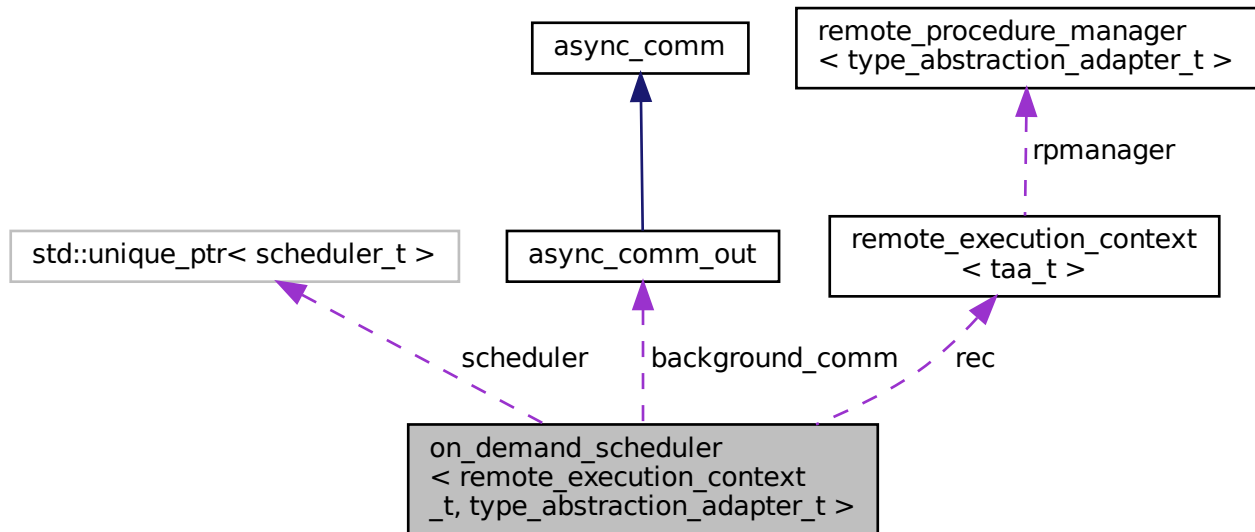 async_comm
remote_procedure_manager
< type_abstraction_adapter_t >
rpmanager
std::unique_ptr< scheduler_t >
async_comm_out
remote_execution_context
< taa_t >
scheduler
background_comm
rec
on_demand_scheduler
< remote_execution_context
_t, type_abstraction_adapter_t >